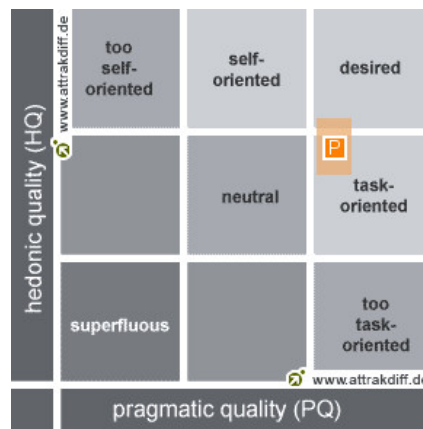 hedonic quality (HQ)
www.attrakdiff.de
too
self-
oriented
self-
oriented
desired
P
neutral
task-
oriented
superfluous
too
task-
oriented
www.attrakdiff.de
pragmatic quality (PQ)